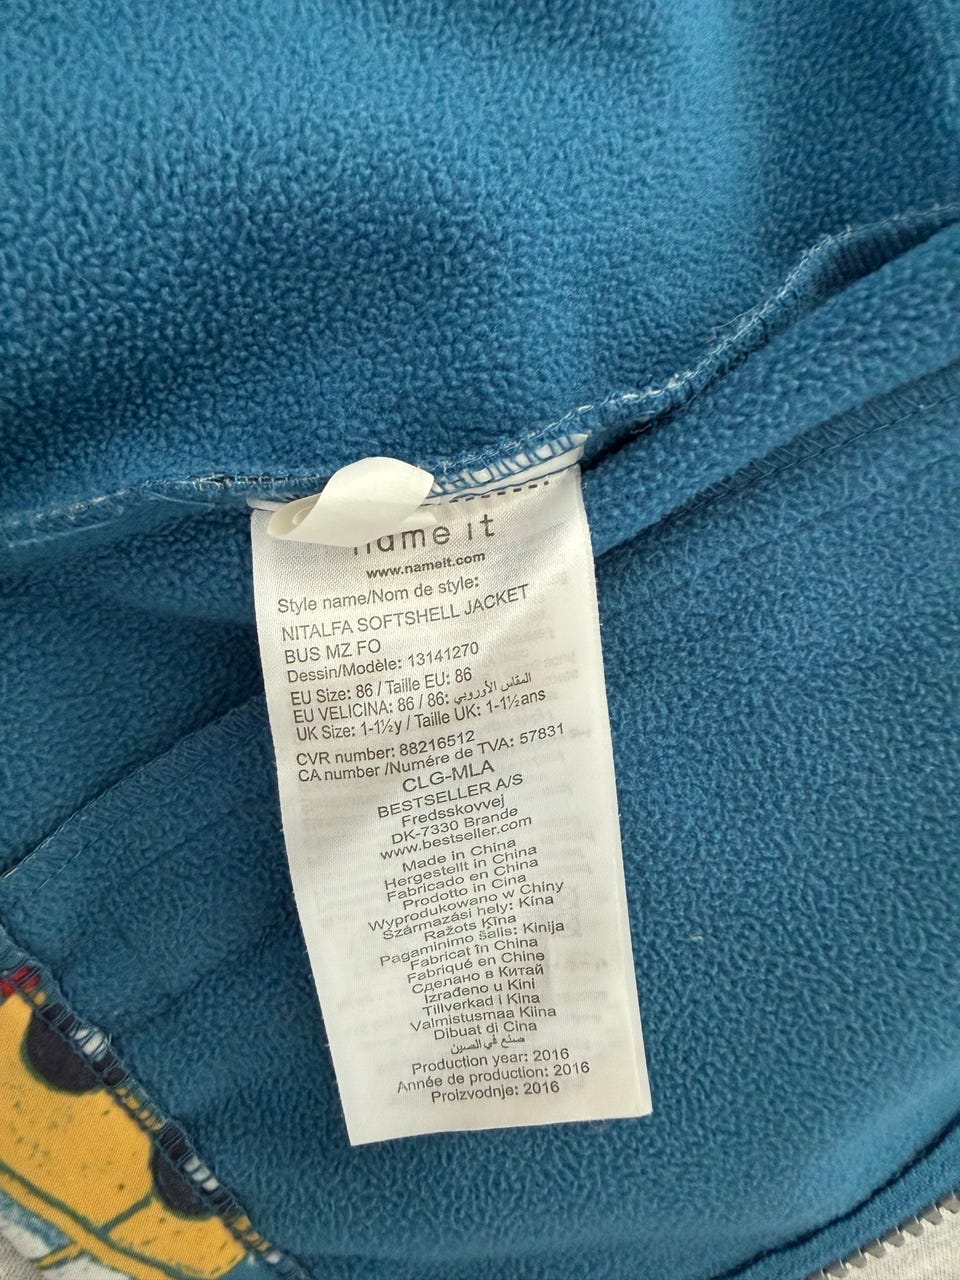 name it
www.nameit.com
Style name/Nom de style:
NITALFA SOFTSHELL JACKET
BUS MZ FO
Dessin/Modèle: 13141270
EU Size: 86 / Taille EU: 86
EU VELICINA: 86 / 86: المقاس الأوروبي
UK Size: 1-1½y / Taille UK: 1-1½ans
CVR number: 88216512
CA number /Numére de TVA: 57831
CLG-MLA
BESTSELLER A/S
Fredsskovvej
DK-7330 Brande
www.bestseller.com
Made in China
Hergestellt in China
Fabricado en China
Prodotto in Cina
Wyprodukowano w Chiny
Származási hely: Kína
Ražots Ķīna
Pagaminimo šalis: Kinija
Fabricat în China
Fabriqué en Chine
Сделано в Китай
Izrađeno u Kini
Tillverkad i Kina
Valmistusmaa Kiina
Dibuat di Cina
صنع في الصين
Production year: 2016
Année de production: 2016
Proizvodnje: 2016